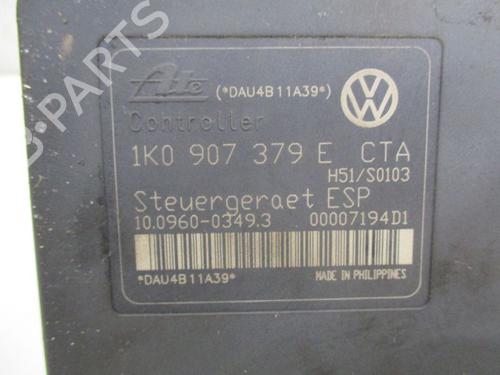 Ate (*DAU4B11A39*)
Controller
1K0 907 379 E CTA
H51/S0103
Steuergeraet ESP
10.0960-0349.3 00007194D1
*DAU4B11A39*
MADE IN PHILIPPINES
B-PARTS